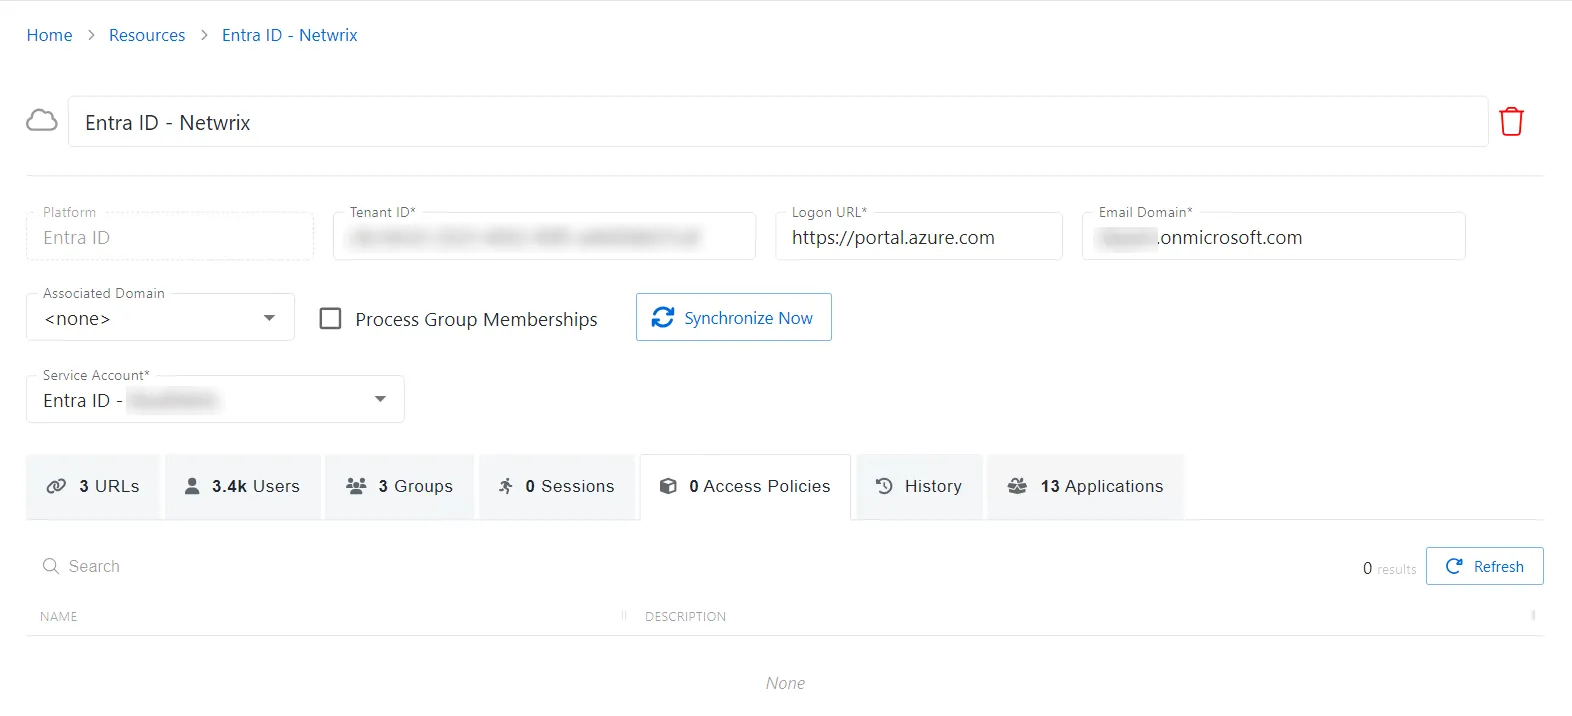 Home > Resources > Entra ID - Netwrix
Entra ID - Netwrix
Platform Tenant ID* Logon URL* Email Domain*
Entra ID https://portal.azure.com .onmicrosoft.com
Associated Domain
<none> Process Group Memberships Synchronize Now
Service Account*
Entra ID -
3 URLs 3.4k Users 3 Groups 0 Sessions 0 Access Policies History 13 Applications
Search 0 results Refresh
NAME DESCRIPTION
None